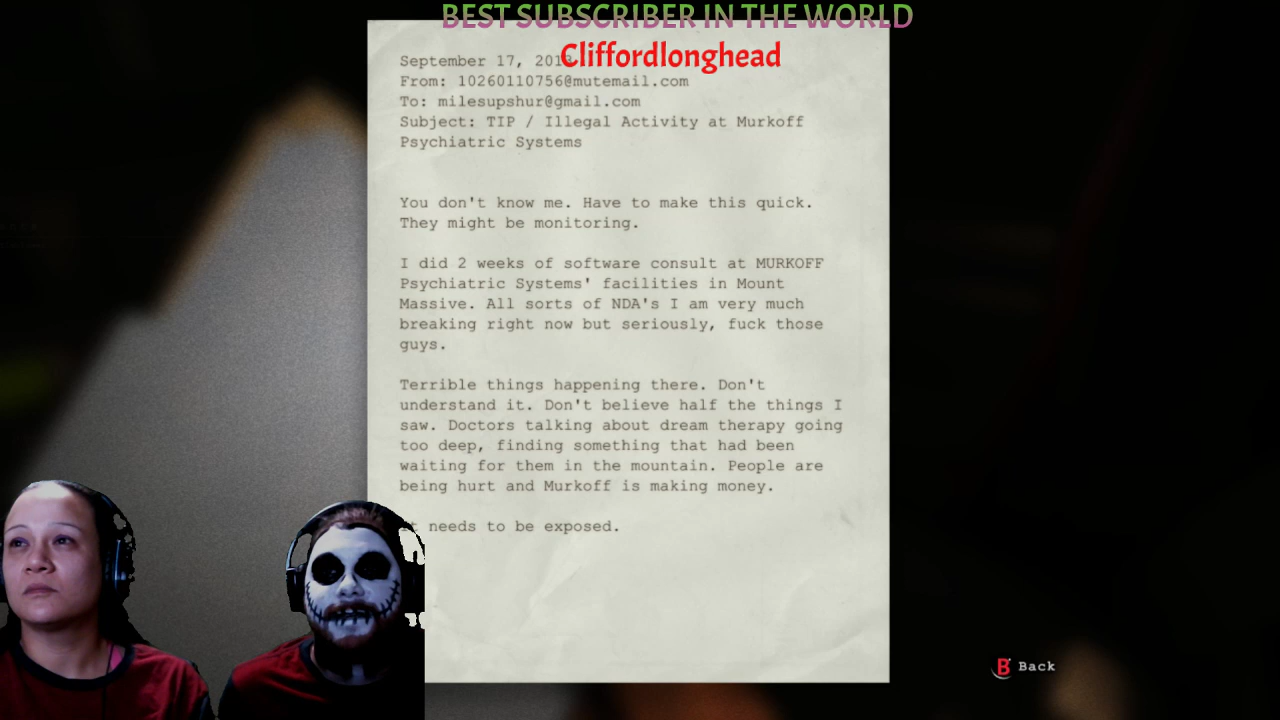 BEST SUBSCRIBER IN THE WORLD
Cliffordlonghead
September 17, 201
From: 10260110756@mutemail.com
To: milesupshur@gmail.com
Subject: TIP / Illegal Activity at Murkoff
Psychiatric Systems
You don't know me. Have to make this quick.
They might be monitoring.
I did 2 weeks of software consult at MURKOFF
Psychiatric Systems' facilities in Mount
Massive. All sorts of NDA's I am very much
breaking right now but seriously, fuck those
guys.
Terrible things happening there. Don't
understand it. Don't believe half the things I
saw. Doctors talking about dream therapy going
too deep, finding something that had been
waiting for them in the mountain. People are
being hurt and Murkoff is making money.
It needs to be exposed.
B Back